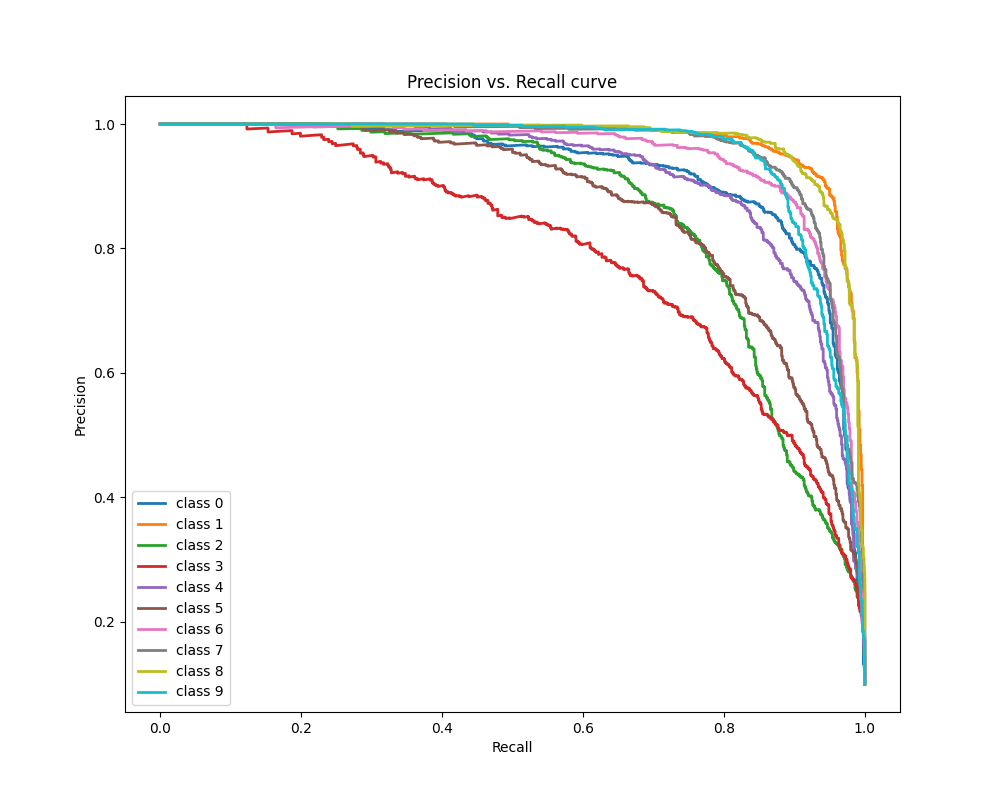 Precision vs. Recall curve
1.0
0.8
0.6
0.4
0.2
Precision
class 0
class 1
class 2
class 3
class 4
class 5
class 6
class 7
class 8
class 9
0.0 0.2 0.4 0.6 0.8 1.0
Recall